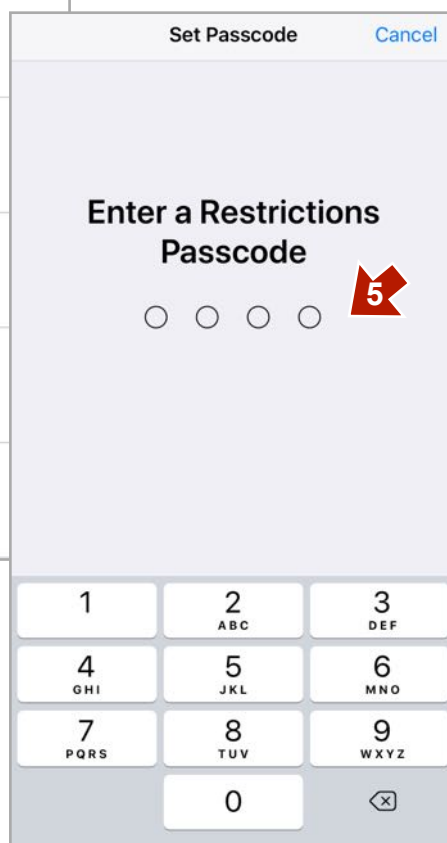 Set Passcode Cancel
Enter a Restrictions
Passcode
5
1 2 3
ABC DEF
4 5 6
GHI JKL MNO
7 8 9
PQRS TUV WXYZ
0